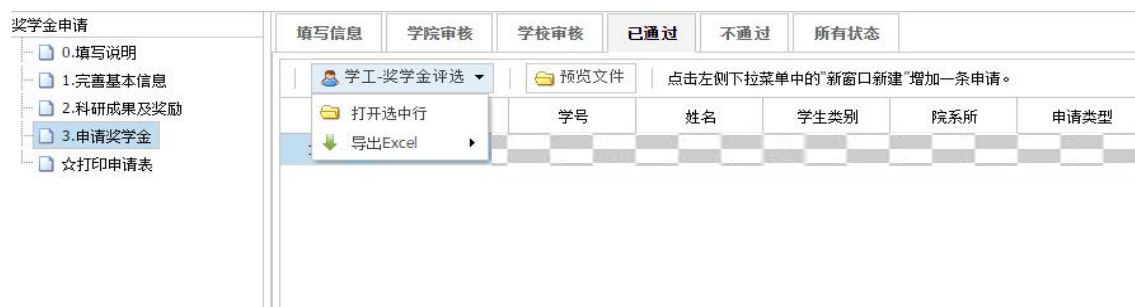 奖学金申请
0.填写说明
1.完善基本信息
2.科研成果及奖励
3.申请奖学金
☆打印申请表
填写信息 学院审核 学校审核 已通过 不通过 所有状态
学工-奖学金评选 预览文件 点击左侧下拉菜单中的"新窗口新建"增加一条申请。
打开选中行
导出Excel
学号 姓名 学生类别 院系所 申请类型